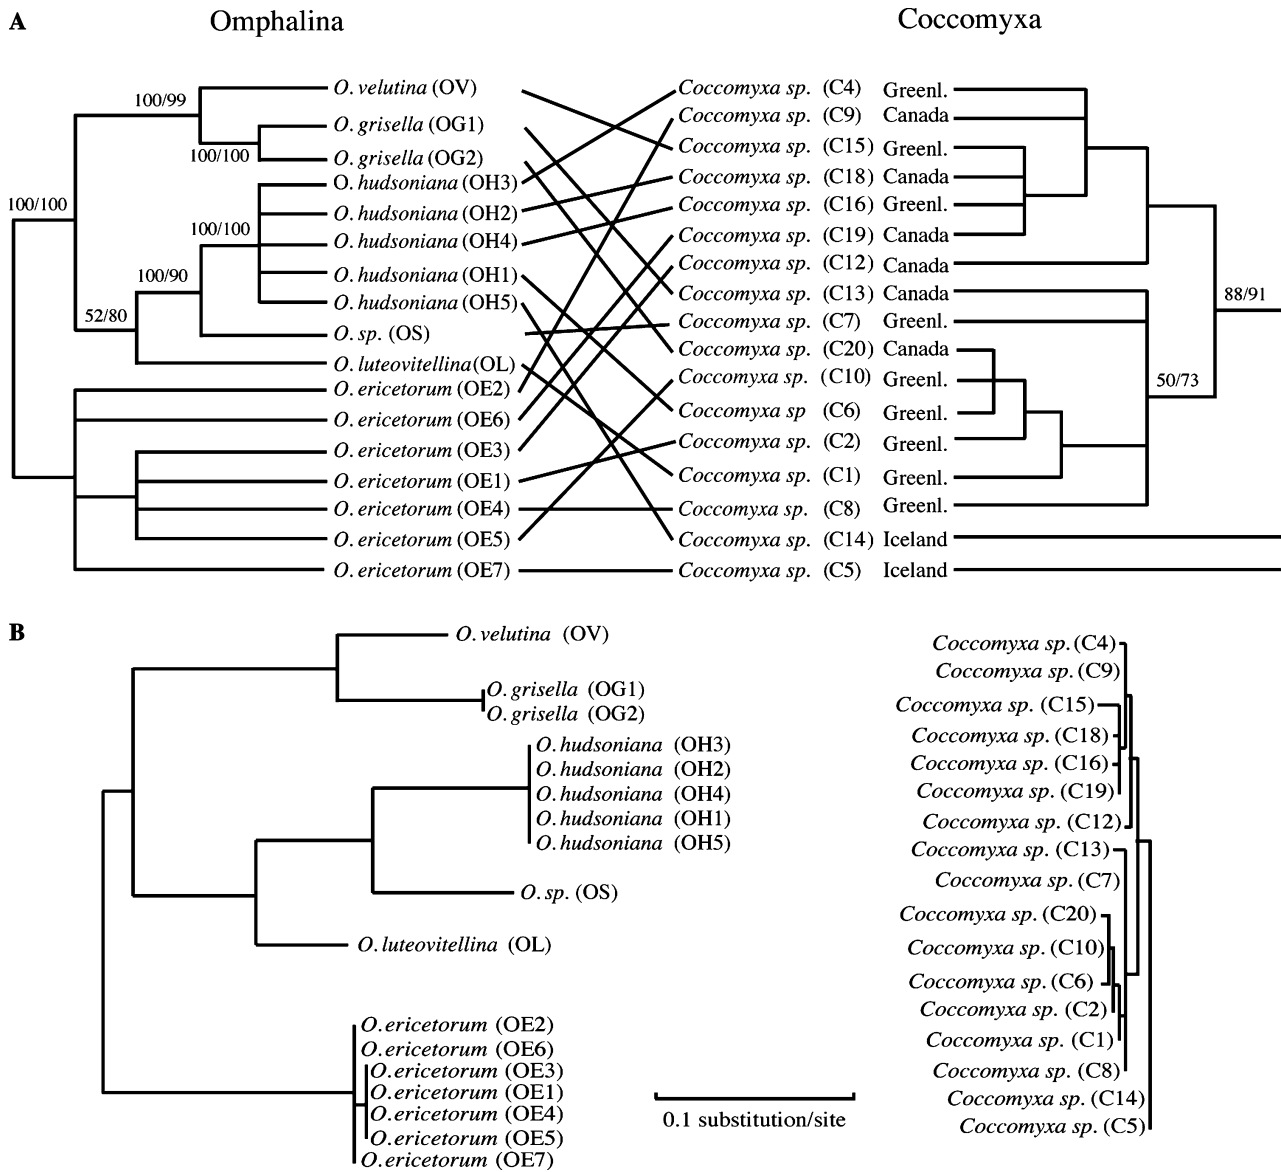 A
Omphalina
Coccomyxa
100/99
100/100
100/100
100/100
100/90
52/80
O. velutina (OV)
O. grisella (OG1)
O. grisella (OG2)
O. hudsoniana (OH3)
O. hudsoniana (OH2)
O. hudsoniana (OH4)
O. hudsoniana (OH1)
O. hudsoniana (OH5)
O. sp. (OS)
O. luteovitellina (OL)
O. ericetorum (OE2)
O. ericetorum (OE6)
O. ericetorum (OE3)
O. ericetorum (OE1)
O. ericetorum (OE4)
O. ericetorum (OE5)
O. ericetorum (OE7)
Coccomyxa sp. (C4) Greenl.
Coccomyxa sp. (C9) Canada
Coccomyxa sp. (C15) Greenl.
Coccomyxa sp. (C18) Canada
Coccomyxa sp. (C16) Greenl.
Coccomyxa sp. (C19) Canada
Coccomyxa sp. (C12) Canada
Coccomyxa sp. (C13) Canada
Coccomyxa sp. (C7) Greenl.
Coccomyxa sp. (C20) Canada
Coccomyxa sp. (C10) Greenl.
Coccomyxa sp (C6) Greenl.
Coccomyxa sp. (C2) Greenl.
Coccomyxa sp. (C1) Greenl.
Coccomyxa sp. (C8) Greenl.
Coccomyxa sp. (C14) Iceland
Coccomyxa sp. (C5) Iceland
88/91
50/73
B
O. velutina (OV)
O. grisella (OG1)
O. grisella (OG2)
O. hudsoniana (OH3)
O. hudsoniana (OH2)
O. hudsoniana (OH4)
O. hudsoniana (OH1)
O. hudsoniana (OH5)
O. sp. (OS)
O. luteovitellina (OL)
O. ericetorum (OE2)
O. ericetorum (OE6)
O. ericetorum (OE3)
O. ericetorum (OE1)
O. ericetorum (OE4)
O. ericetorum (OE5)
O. ericetorum (OE7)
0.1 substitution/site
Coccomyxa sp. (C4)
Coccomyxa sp. (C9)
Coccomyxa sp. (C15)
Coccomyxa sp. (C18)
Coccomyxa sp. (C16)
Coccomyxa sp. (C19)
Coccomyxa sp. (C12)
Coccomyxa sp. (C13)
Coccomyxa sp. (C7)
Coccomyxa sp. (C20)
Coccomyxa sp. (C10)
Coccomyxa sp. (C6)
Coccomyxa sp. (C2)
Coccomyxa sp. (C1)
Coccomyxa sp. (C8)
Coccomyxa sp. (C14)
Coccomyxa sp. (C5)